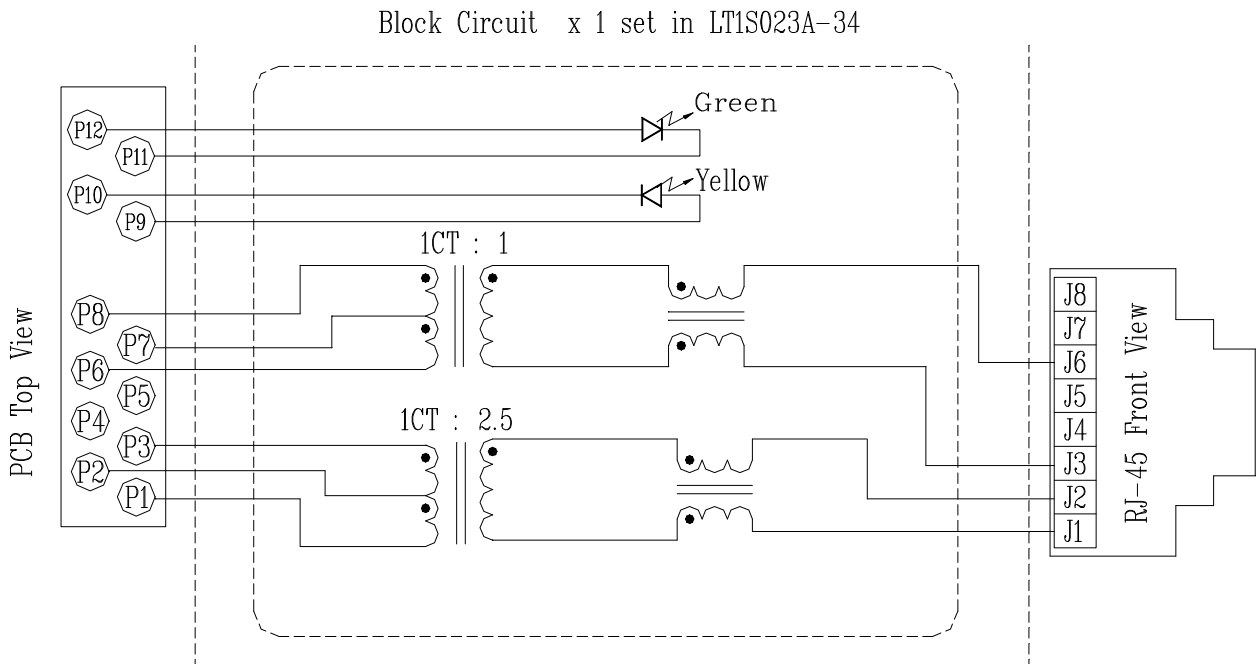 Block Circuit x 1 set in LT1S023A-34
Green
P12
P11
Yellow
P10
P9
1CT : 1
P8
P7
P6
P5
P4
1CT : 2.5
P3
P2
P1
PCB Top View
J8
J7
J6
J5
J4
J3
J2
J1
RJ-45 Front View